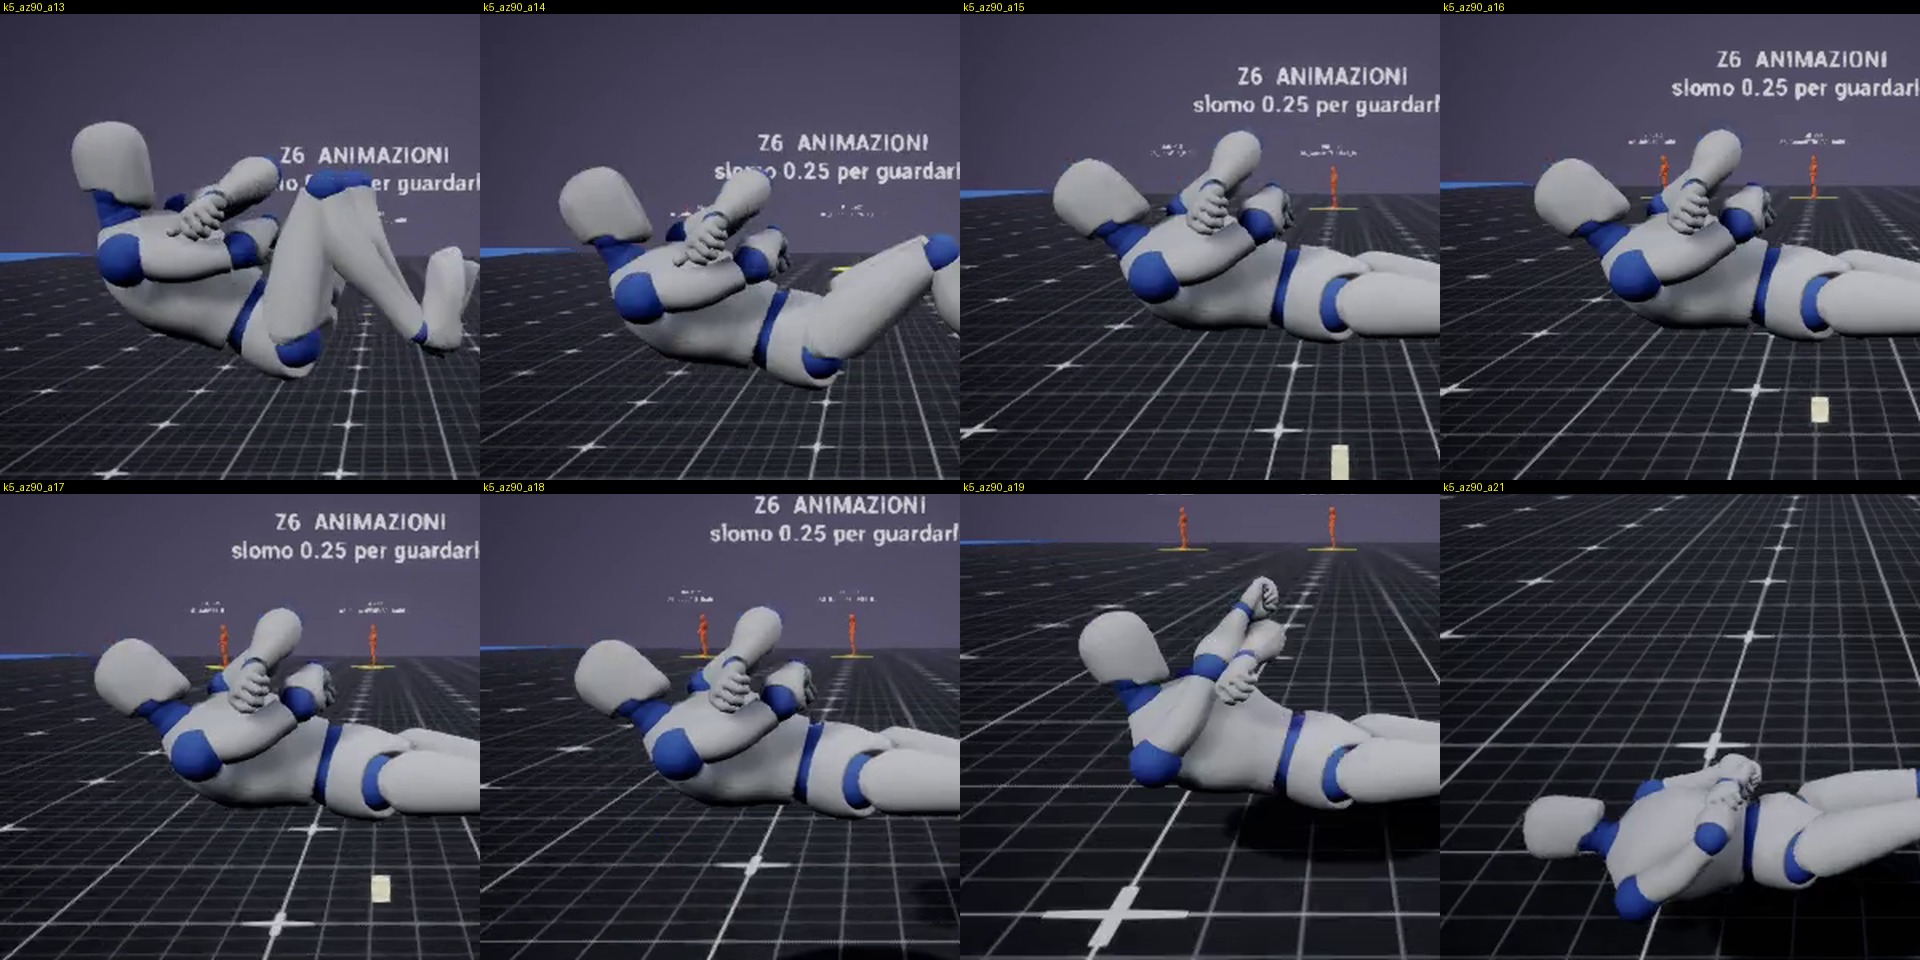 k5_az90_a13
Z6 ANIMAZIONI
er guardarl
k5_az90_a14
Z6 ANIMAZIONI
0.25 per guardarl
k5_az90_a15
Z6 ANIMAZIONI
slomo 0.25 per guardarl
k5_az90_a16
Z6 ANIMAZIONI
slomo 0.25 per guardarl
k5_az90_a17
Z6 ANIMAZIONI
slomo 0.25 per guardarl
k5_az90_a18
Z6 ANIMAZIONI
slomo 0.25 per guardarl
k5_az90_a19
k5_az90_a21